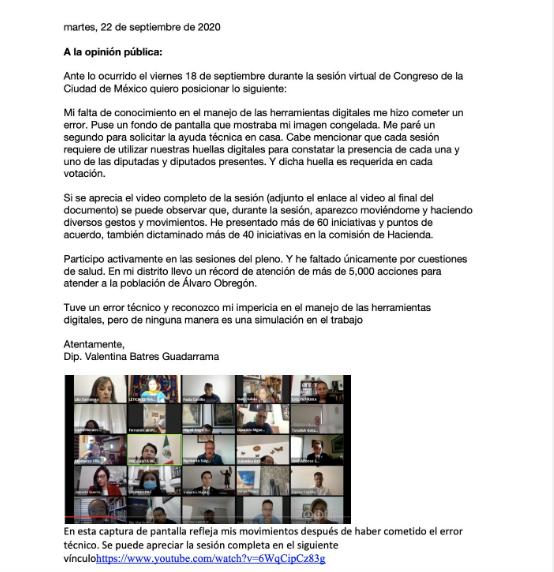 martes, 22 de septiembre de 2020
A la opinión pública:
Ante lo ocurrido el viernes 18 de septiembre durante la sesión virtual de Congreso de la
Ciudad de México quiero posicionar lo siguiente:
Mi falta de conocimiento en el manejo de las herramientas digitales me hizo cometer un
error. Puse un fondo de pantalla que mostraba mi imagen congelada. Me paré un
segundo para solicitar la ayuda técnica en casa. Cabe mencionar que cada sesión
requiere de utilizar nuestras huellas digitales para constatar la presencia de cada una y
uno de las diputadas y diputados presentes. Y dicha huella es requerida en cada
votación.
Si se aprecia el video completo de la sesión (adjunto el enlace al video al final del
documento) se puede observar que, durante la sesión, aparezco moviéndome y haciendo
diversos gestos y movimientos. He presentado más de 60 iniciativas y puntos de
acuerdo, también dictaminado más de 40 iniciativas en la comisión de Hacienda.
Participo activamente en las sesiones del pleno. Y he faltado únicamente por cuestiones
de salud. En mi distrito llevo un récord de atención de más de 5,000 acciones para
atender a la población de Álvaro Obregón.
Tuve un error técnico y reconozco mi impericia en el manejo de las herramientas
digitales, pero de ninguna manera es una simulación en el trabajo
Atentamente,
Dip. Valentina Batres Guadarrama
En esta captura de pantalla refleja mis movimientos después de haber cometido el error
técnico. Se puede apreciar la sesión completa en el siguiente
vínculohttps://www.youtube.com/watch?v=6WqCipCz83g